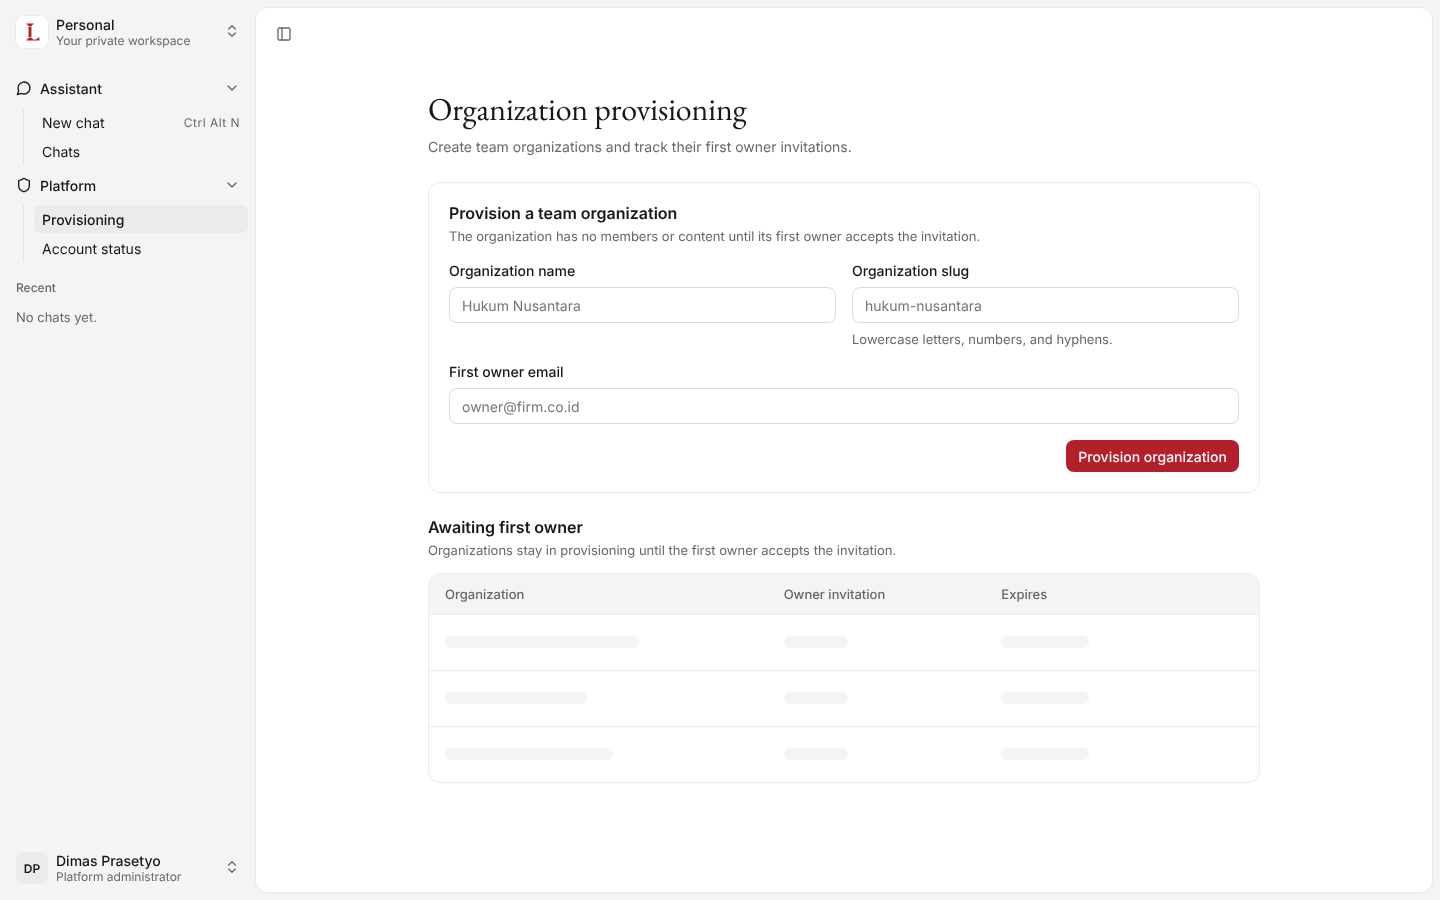 L
Personal
Your private workspace
Assistant
New chat
Ctrl Alt N
Chats
Platform
Provisioning
Account status
Recent
No chats yet.
DP
Dimas Prasetyo
Platform administrator
Organization provisioning
Create team organizations and track their first owner invitations.
Provision a team organization
The organization has no members or content until its first owner accepts the invitation.
Organization name
Organization slug
Hukum Nusantara
hukum-nusantara
Lowercase letters, numbers, and hyphens.
First owner email
owner@firm.co.id
Provision organization
Awaiting first owner
Organizations stay in provisioning until the first owner accepts the invitation.
Organization
Owner invitation
Expires